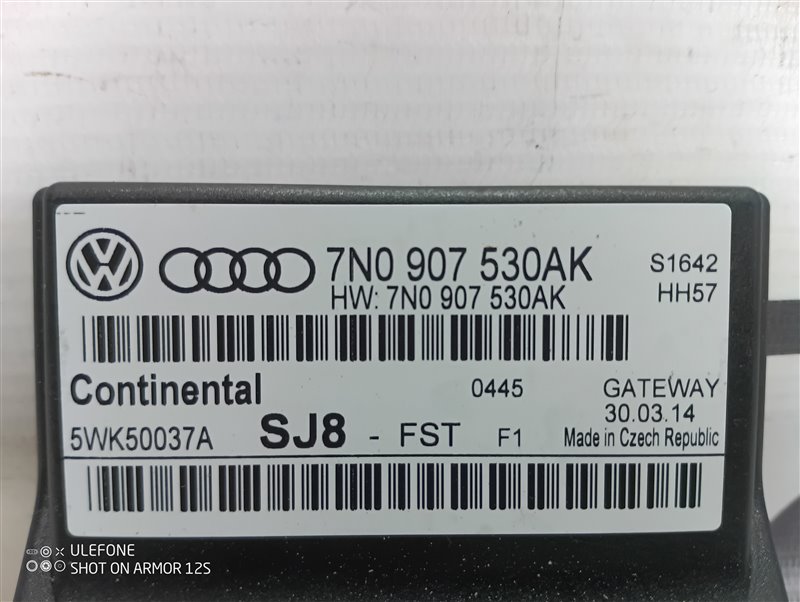 7N0 907 530AK S1642
HW: 7N0 907 530AK HH57
Continental 0445 GATEWAY
30.03.14
5WK50037A SJ8 - FST F1 Made in Czech Republic
ULEFONE
SHOT ON ARMOR 12S